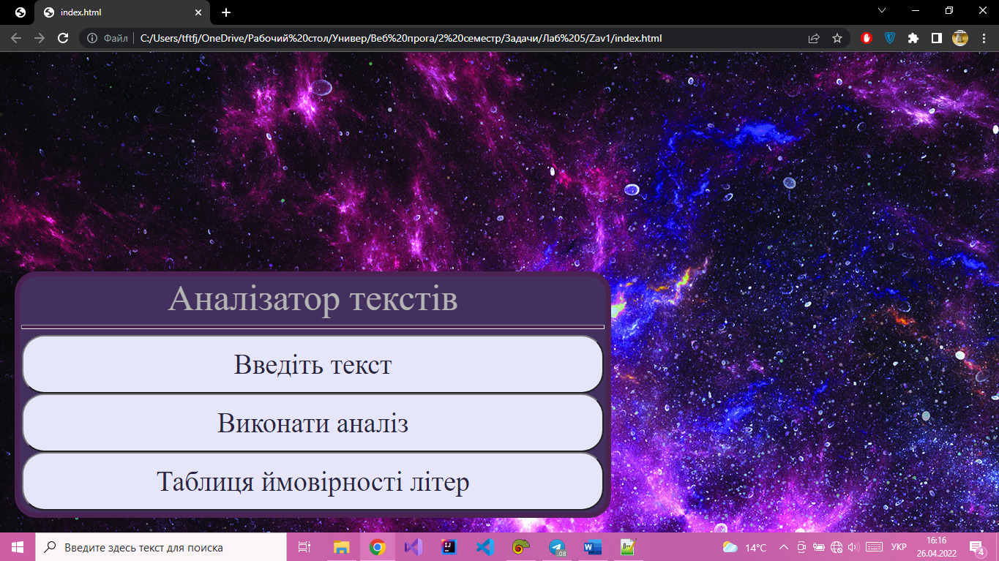 index.html
Файл
C:/Users/tftfj/OneDrive/Рабочий%20стол/Универ/Веб%20прога/2%20семестр/Задачи/Лаб%205/Zav1/index.html
Аналізатор текстів
Введіть текст
Виконати аналіз
Таблиця ймовірності літер
Введите здесь текст для поиска
.08
14°C
УКР
16:16
26.04.2022
4